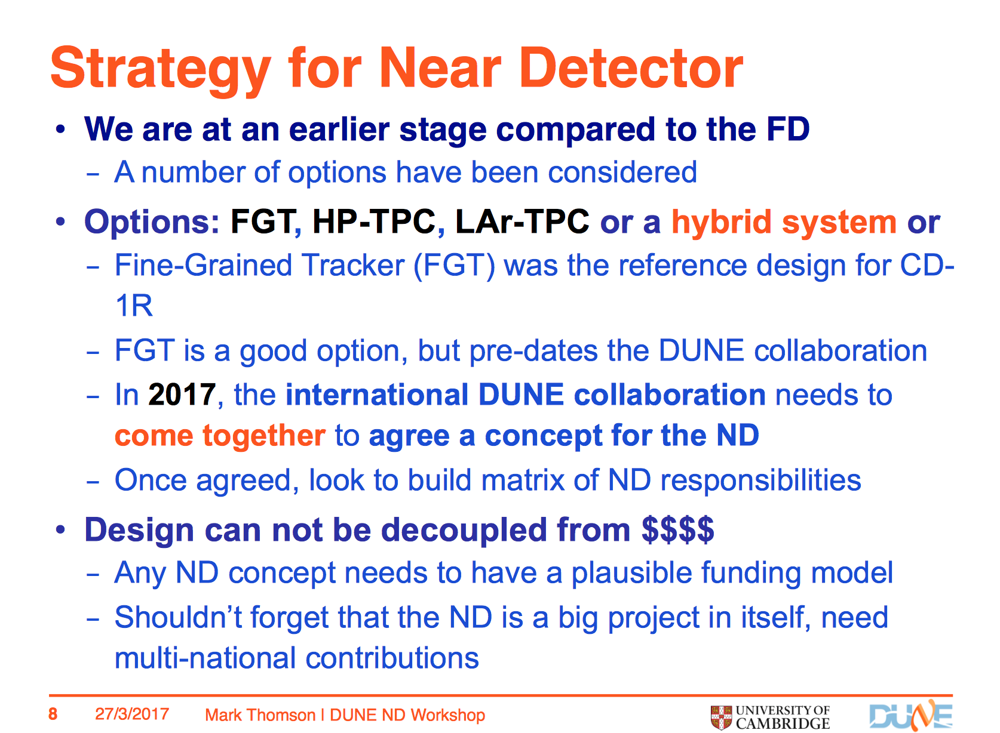 Strategy for Near Detector
• We are at an earlier stage compared to the FD
– A number of options have been considered
• Options: FGT, HP-TPC, LAr-TPC or a hybrid system or
– Fine-Grained Tracker (FGT) was the reference design for CD-
1R
– FGT is a good option, but pre-dates the DUNE collaboration
– In 2017, the international DUNE collaboration needs to
come together to agree a concept for the ND
– Once agreed, look to build matrix of ND responsibilities
• Design can not be decoupled from $$$$
– Any ND concept needs to have a plausible funding model
– Shouldn’t forget that the ND is a big project in itself, need
multi-national contributions
8 27/3/2017 Mark Thomson | DUNE ND Workshop
UNIVERSITY OF
CAMBRIDGE
DUNE